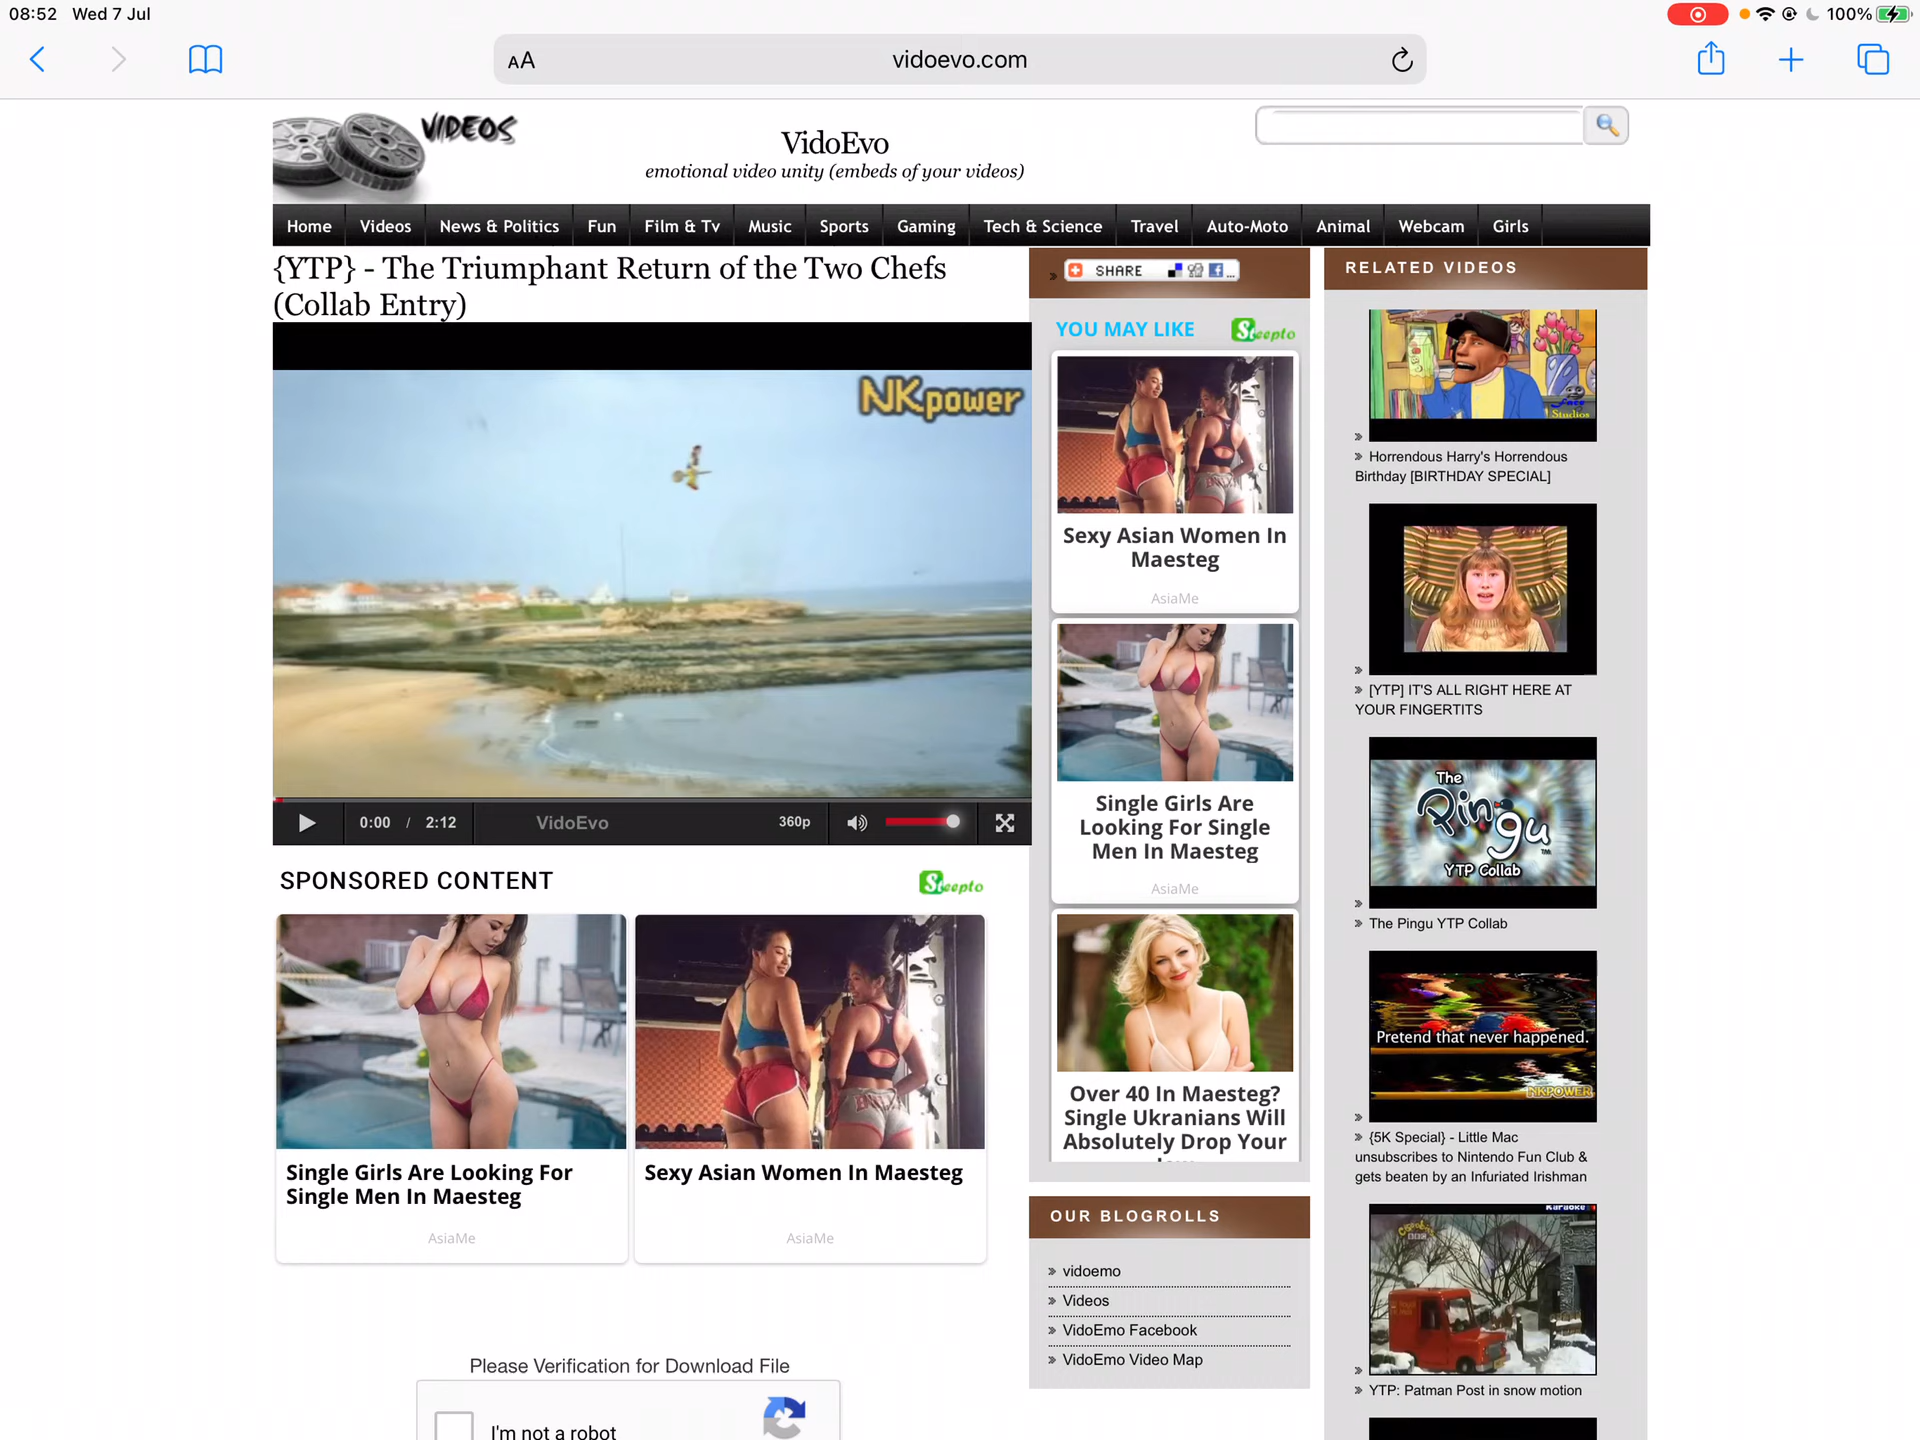 08:52 Wed 7 Jul
100%
AA
vidoevo.com
VIDEOS
VidoEvo
emotional video unity (embeds of your videos)
Home Videos News & Politics Fun Film & Tv Music Sports Gaming Tech & Science Travel Auto-Moto Animal Webcam Girls
{YTP} - The Triumphant Return of the Two Chefs
(Collab Entry)
NKpower
0:00 / 2:12 VidoEvo 360p
SPONSORED CONTENT
Steepto
Single Girls Are Looking For
Single Men In Maesteg
AsiaMe
Sexy Asian Women In Maesteg
AsiaMe
Please Verification for Download File
I'm not a robot
» SHARE ...
YOU MAY LIKE
Steepto
Sexy Asian Women In
Maesteg
AsiaMe
Single Girls Are
Looking For Single
Men In Maesteg
AsiaMe
Over 40 In Maesteg?
Single Ukranians Will
Absolutely Drop Your
OUR BLOGROLLS
» vidoemo
» Videos
» VidoEmo Facebook
» VidoEmo Video Map
RELATED VIDEOS
Studios
»
» Horrendous Harry's Horrendous
Birthday [BIRTHDAY SPECIAL]
»
» [YTP] IT'S ALL RIGHT HERE AT
YOUR FINGERTITS
The
Pingu
TM
YTP Collab
»
» The Pingu YTP Collab
Pretend that never happened.
NKPOWER
»
» {5K Special} - Little Mac
unsubscribes to Nintendo Fun Club &
gets beaten by an Infuriated Irishman
Karaoke
BBC
»
» YTP: Patman Post in snow motion